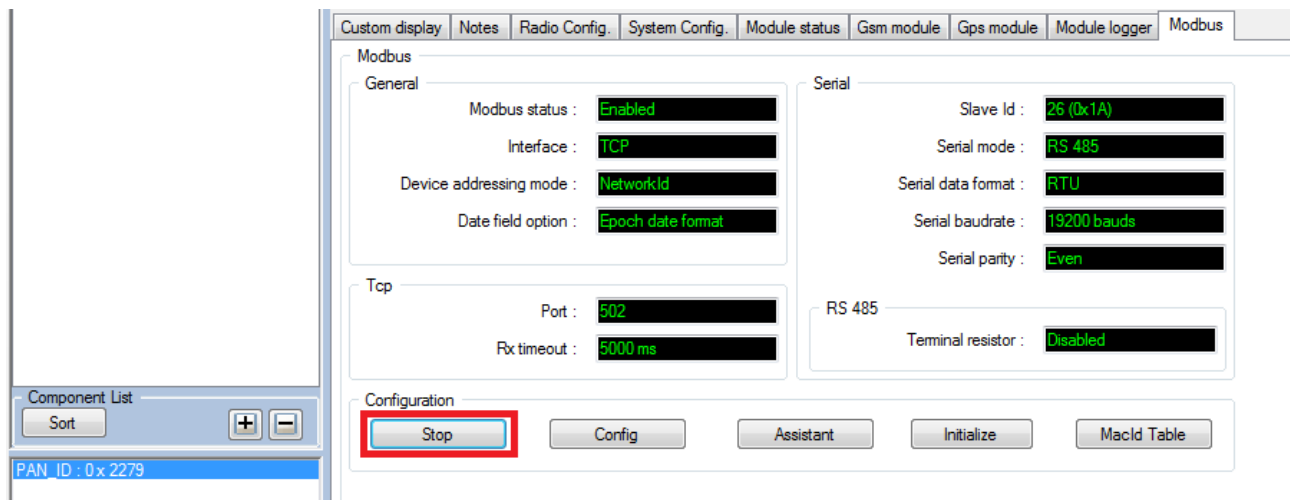 Custom display Notes Radio Config. System Config. Module status Gsm module Gps module Module logger Modbus
Modbus
General
Modbus status : Enabled
Interface : TCP
Device addressing mode : NetworkId
Date field option : Epoch date format
Serial
Slave Id : 26 (0x1A)
Serial mode : RS 485
Serial data format : RTU
Serial baudrate : 19200 bauds
Serial parity : Even
Tcp
Port : 502
Rx timeout : 5000 ms
RS 485
Terminal resistor : Disabled
Configuration
Stop Config Assistant Initialize MacId Table
Component List
Sort + -
PAN_ID : 0 x 2279